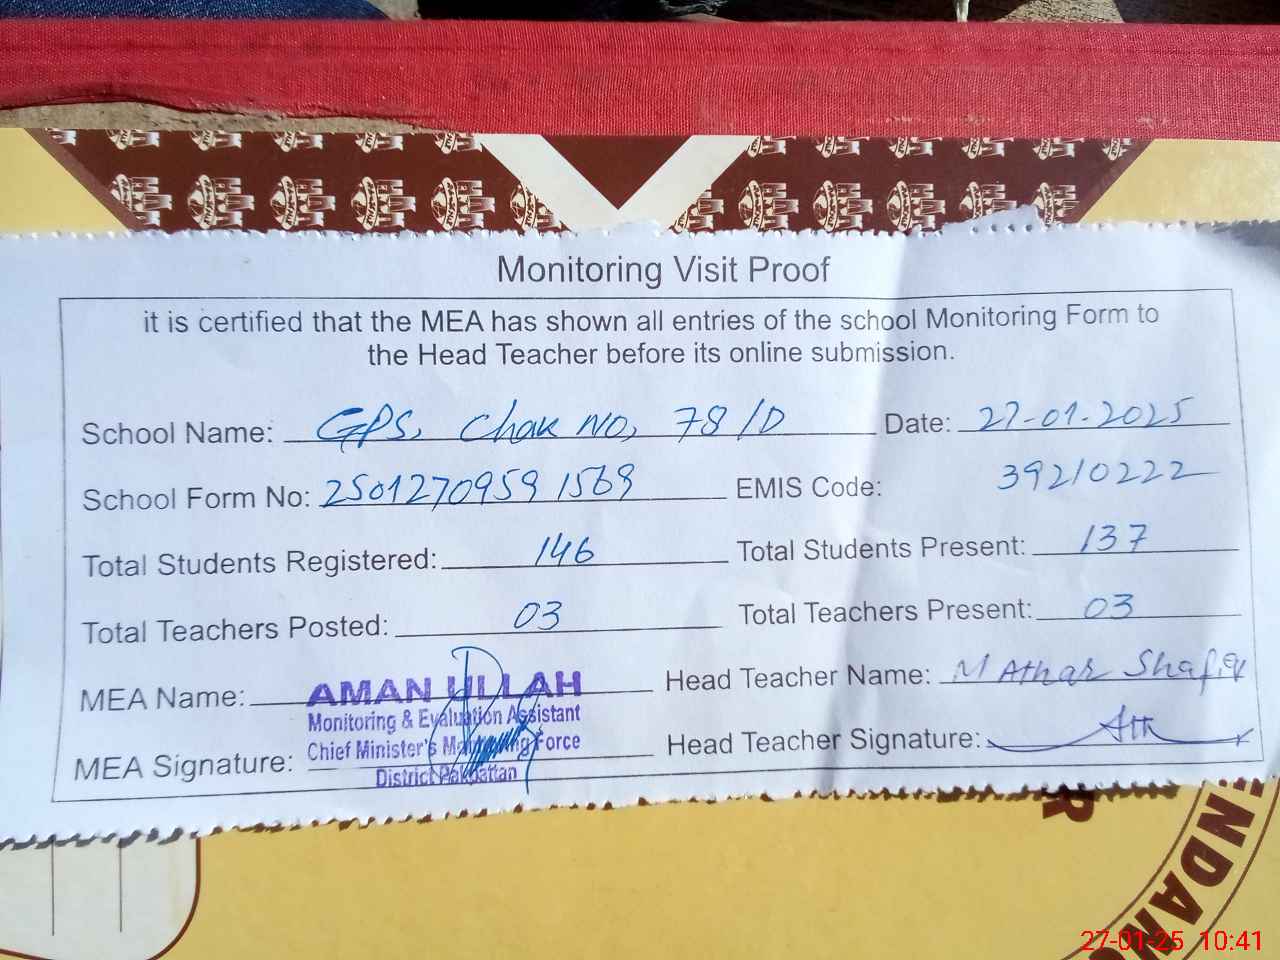 Monitoring Visit Proof
it is certified that the MEA has shown all entries of the school Monitoring Form to
the Head Teacher before its online submission.
School Name: GPS, Chak No, 78/D Date: 27-01-2025
School Form No: 25012709591569 EMIS Code: 39210222
Total Students Registered: 146 Total Students Present: 137
Total Teachers Posted: 03 Total Teachers Present: 03
MEA Name: AMAN ULLAH Head Teacher Name: M Athar Shafiq
Monitoring & Evaluation Assistant
Chief Minister's Monitoring Force
MEA Signature: Head Teacher Signature: Ath
District Pakpattan
27-01-25 10:41